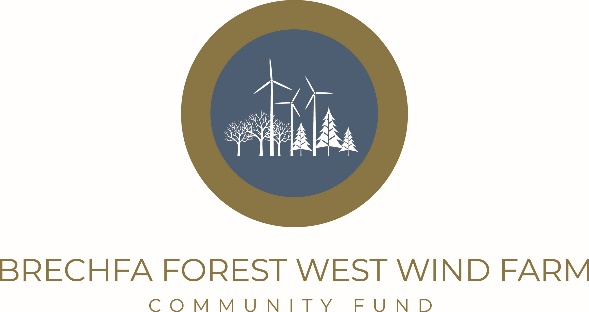 BRECHFA FOREST WEST WIND FARM
COMMUNITY FUND